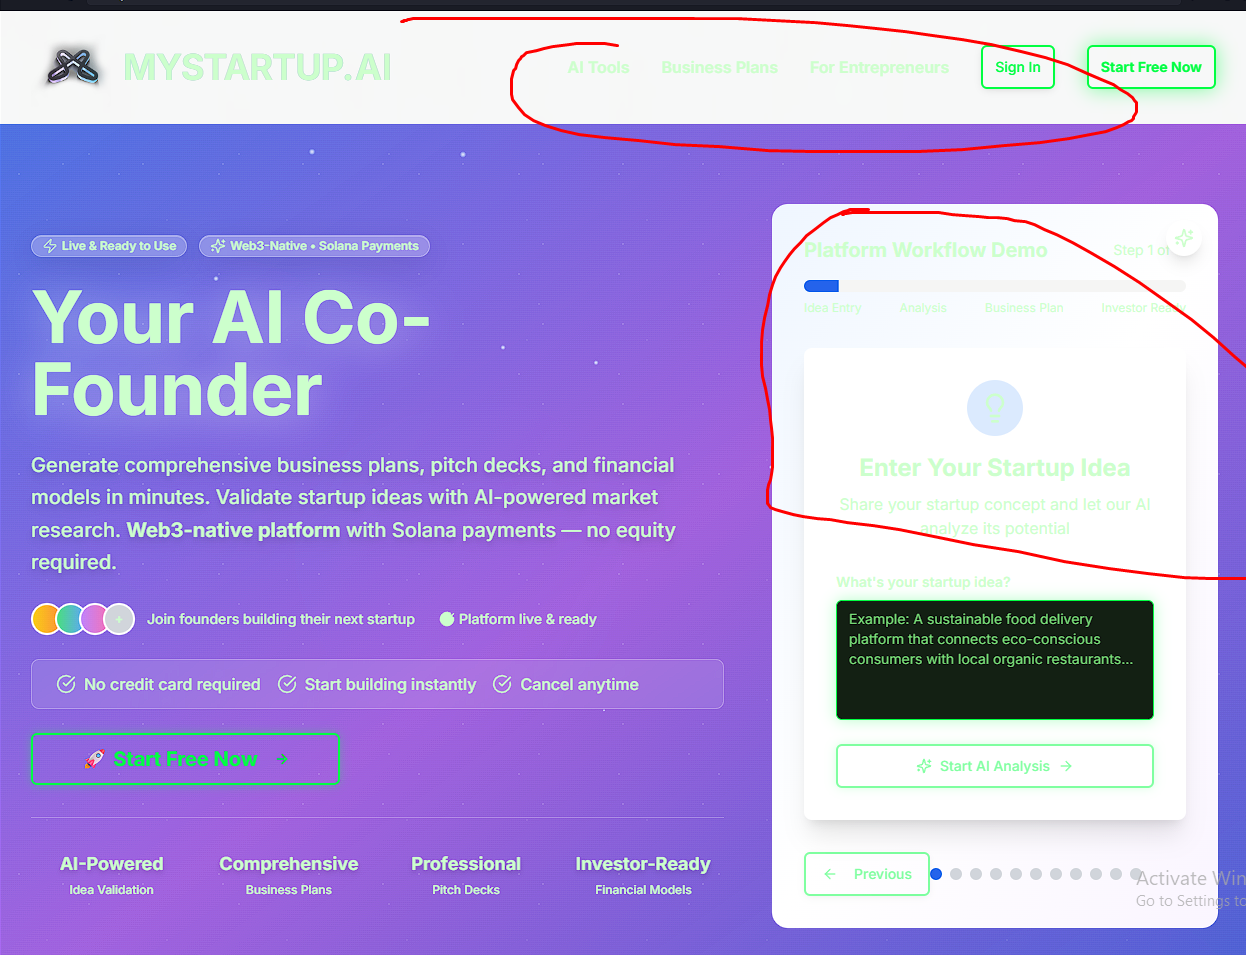 MYSTARTUP.AI
AI Tools
Business Plans
For Entrepreneurs
Sign In
Start Free Now
Live & Ready to Use
Web3-Native • Solana Payments
Your AI Co-
Founder
Generate comprehensive business plans, pitch decks, and financial
models in minutes. Validate startup ideas with AI-powered market
research. Web3-native platform with Solana payments — no equity
required.
+
Join founders building their next startup
Platform live & ready
No credit card required
Start building instantly
Cancel anytime
🚀 Start Free Now →
AI-Powered
Idea Validation
Comprehensive
Business Plans
Professional
Pitch Decks
Investor-Ready
Financial Models
Platform Workflow Demo
Step 1 of
Idea Entry
Analysis
Business Plan
Investor Ready
Enter Your Startup Idea
Share your startup concept and let our AI
analyze its potential
What's your startup idea?
Example: A sustainable food delivery
platform that connects eco-conscious
consumers with local organic restaurants...
Start AI Analysis →
← Previous
Activate Win
Go to Settings to